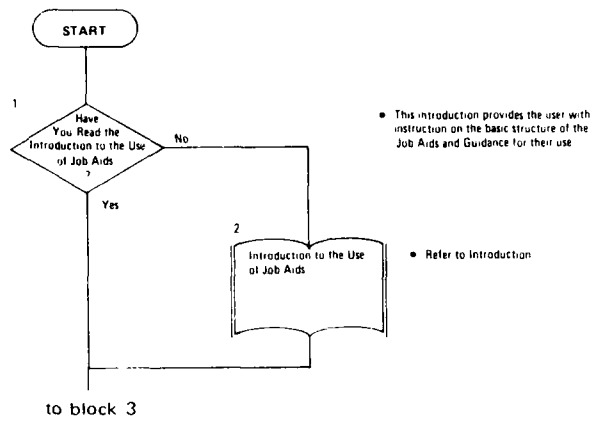 START
1
Have
You Read the
Introduction to the Use
of Job Aids
?
No
Yes
• This introduction provides the user with
instruction on the basic structure of the
Job Aids and Guidance for their use
2
Introduction to the Use
of Job Aids
• Refer to Introduction
to block 3